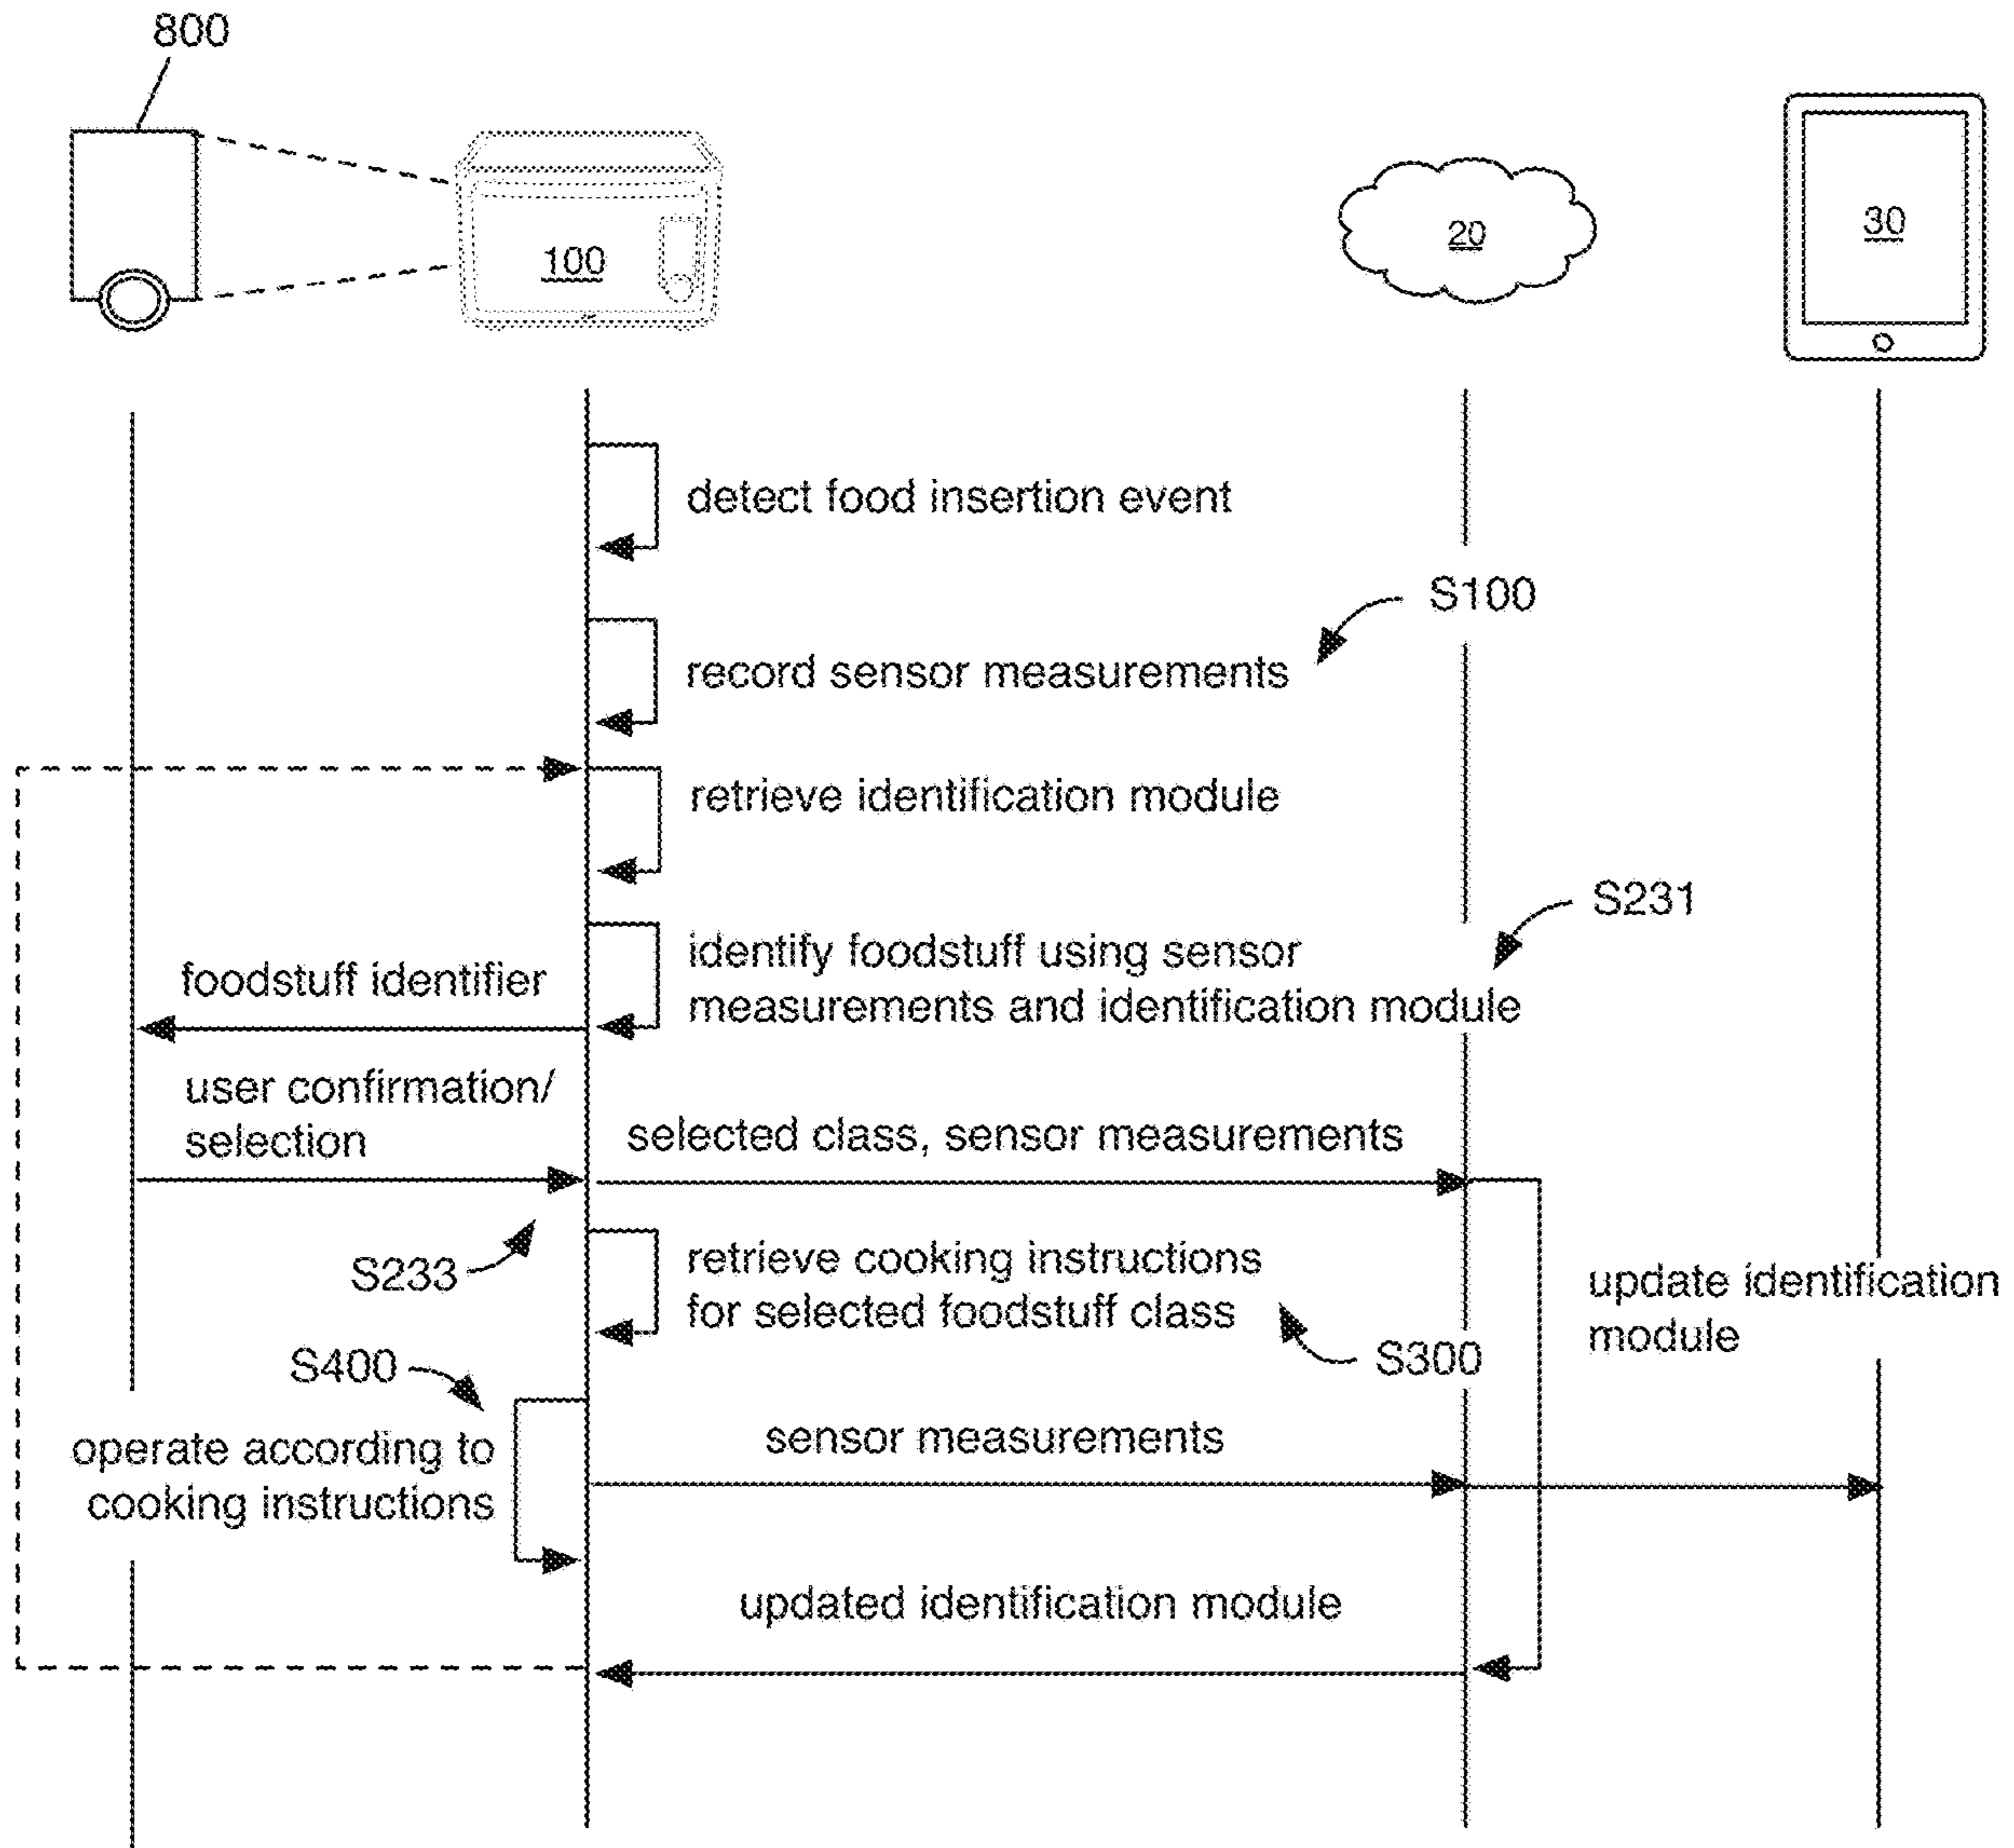 800
100
20
30
detect food insertion event
S100
record sensor measurements
retrieve identification module
S231
identify foodstuff using sensor
measurements and identification module
foodstuff identifier
user confirmation/
selection
selected class, sensor measurements
S233
retrieve cooking instructions
for selected foodstuff class
update identification
module
S300
S400
operate according to
cooking instructions
sensor measurements
updated identification module